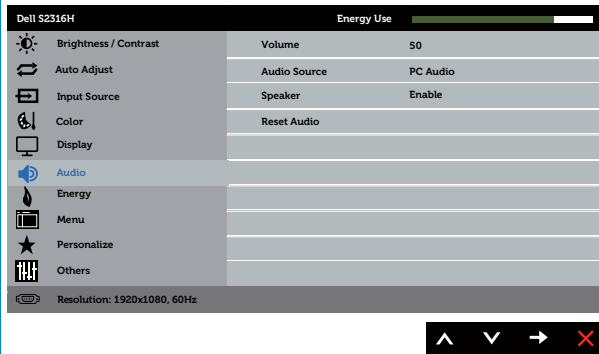 Dell S2316H Energy Use
Brightness / Contrast Volume 50
Auto Adjust Audio Source PC Audio
Input Source Speaker Enable
Color Reset Audio
Display
Audio
Energy
Menu
Personalize
Others
Resolution: 1920x1080, 60Hz